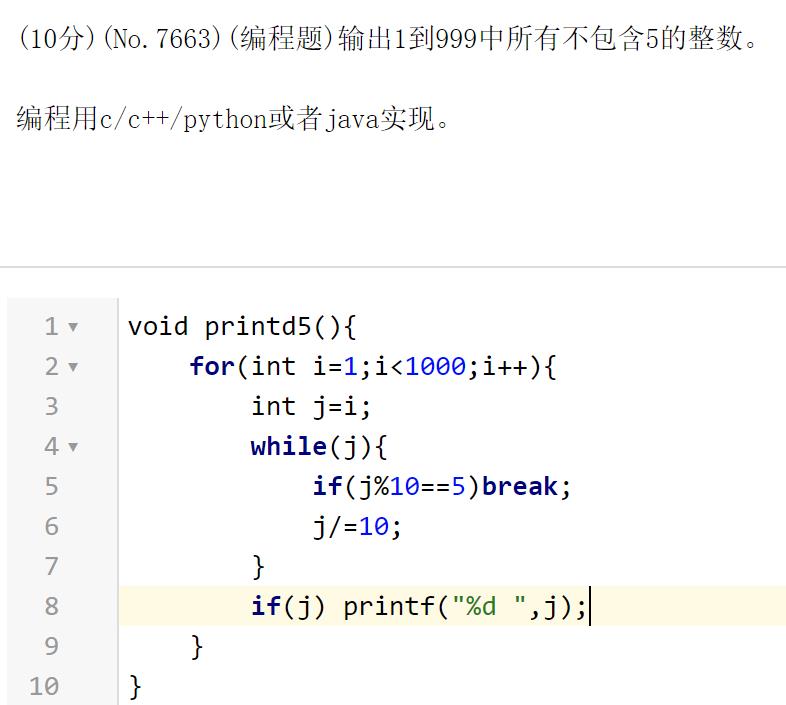 (10分)(No.7663)(编程题)输出1到999中所有不包含5的整数。
编程用c/c++/python或者java实现。
1 void printd5(){
2     for(int i=1;i<1000;i++){
3         int j=i;
4         while(j){
5             if(j%10==5)break;
6             j/=10;
7         }
8         if(j) printf("%d ",j);
9     }
10 }